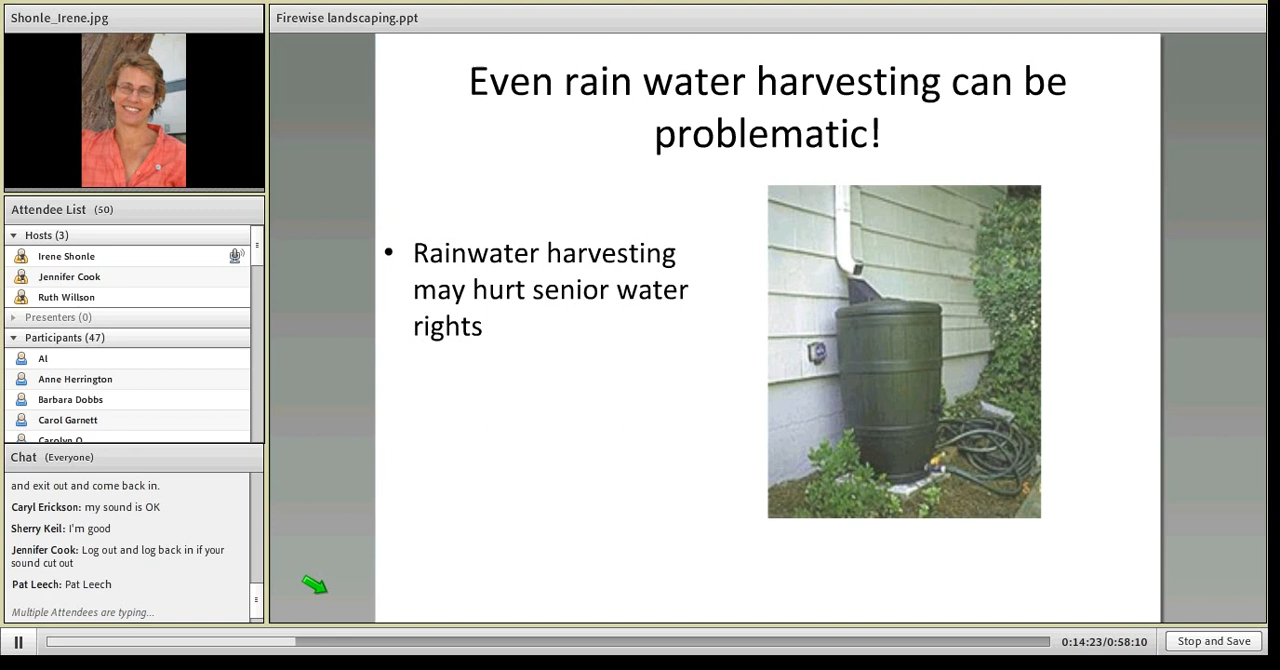 Shonle_Irene.jpg
Attendee List (50)
Hosts (3)
Irene Shonle
Jennifer Cook
Ruth Willson
Presenters (0)
Participants (47)
Al
Anne Herrington
Barbara Dobbs
Carol Garnett
Carolyn O
Chat (Everyone)
and exit out and come back in.
Caryl Erickson: my sound is OK
Sherry Keil: I'm good
Jennifer Cook: Log out and log back in if your
sound cut out
Pat Leech: Pat Leech
Multiple Attendees are typing...
Firewise landscaping.ppt
Even rain water harvesting can be
problematic!
• Rainwater harvesting
may hurt senior water
rights
0:14:23/0:58:10
Stop and Save